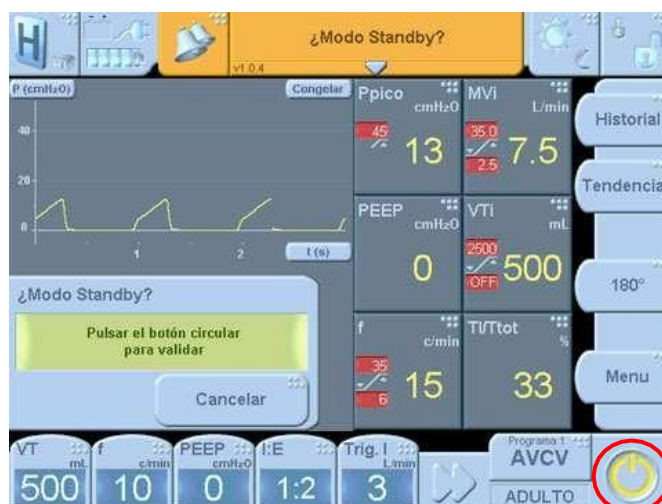 H
¿Modo Standby?
v1.0.4
P (cmH₂O)
Congelar
40
20
0
1
2
t (s)
Ppico
cmH₂O
45
13
MVi
L/min
35.0
2.5
7.5
PEEP
cmH₂O
0
VTi
mL
2500
OFF
500
f
c/min
35
6
15
TI/Ttot
%
33
Historial
Tendencia
180°
Menu
¿Modo Standby?
Pulsar el botón circular
para validar
Cancelar
VT
mL
500
f
c/min
10
PEEP
cmH₂O
0
I:E
1:2
Trig. I
L/min
3
Programa 1
AVCV
ADULTO